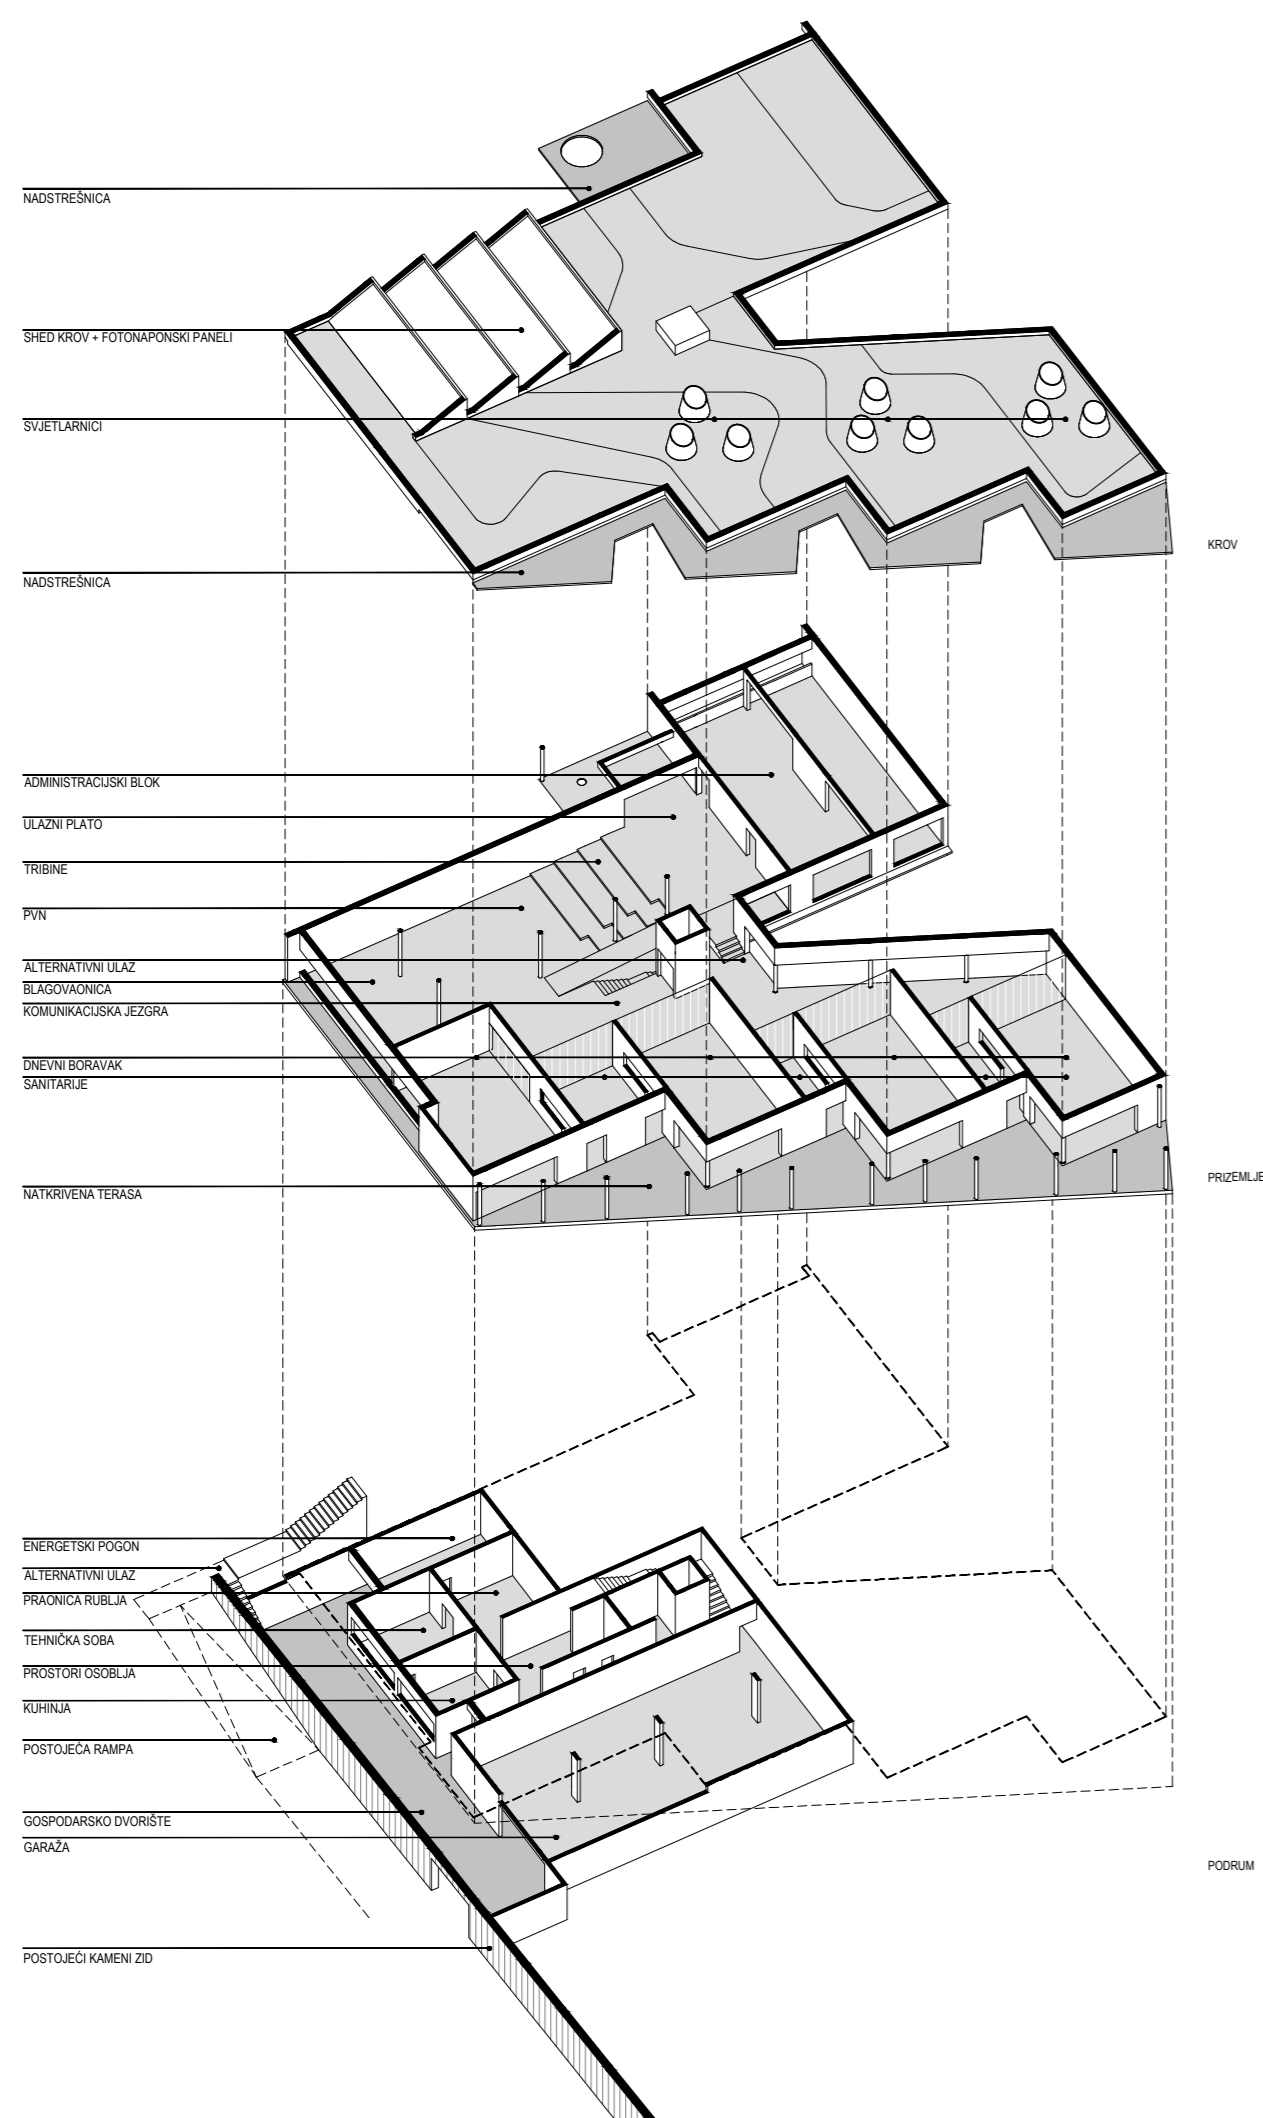 NADSTREŠNICA
SHED KROV + FOTONAPONSKI PANELI
SVJETLARNICI
KROV
NADSTREŠNICA
ADMINISTRACIJSKI BLOK
ULAZNI PLATO
TRIBINE
PVN
ALTERNATIVNI ULAZ
BLAGOVAONICA
KOMUNIKACIJSKA JEZGRA
DNEVNI BORAVAK
SANITARIJE
NATKRIVENA TERASA
PRIZEMLJE
ENERGETSKI POGON
ALTERNATIVNI ULAZ
PRAONICA RUBLJA
TEHNIČKA SOBA
PROSTORI OSOBLJA
KUHINJA
POSTOJEĆA RAMPA
GOSPODARSKO DVORIŠTE
GARAŽA
PODRUM
POSTOJEĆI KAMENI ZID